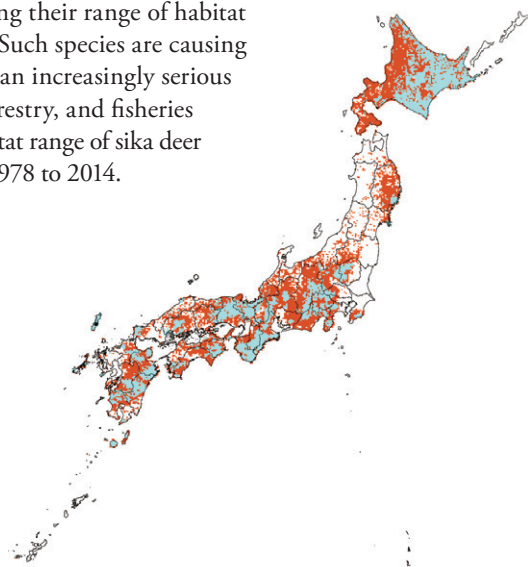 ng their range of habitat
Such species are causing
an increasingly serious
restry, and fisheries
tat range of sika deer
978 to 2014.